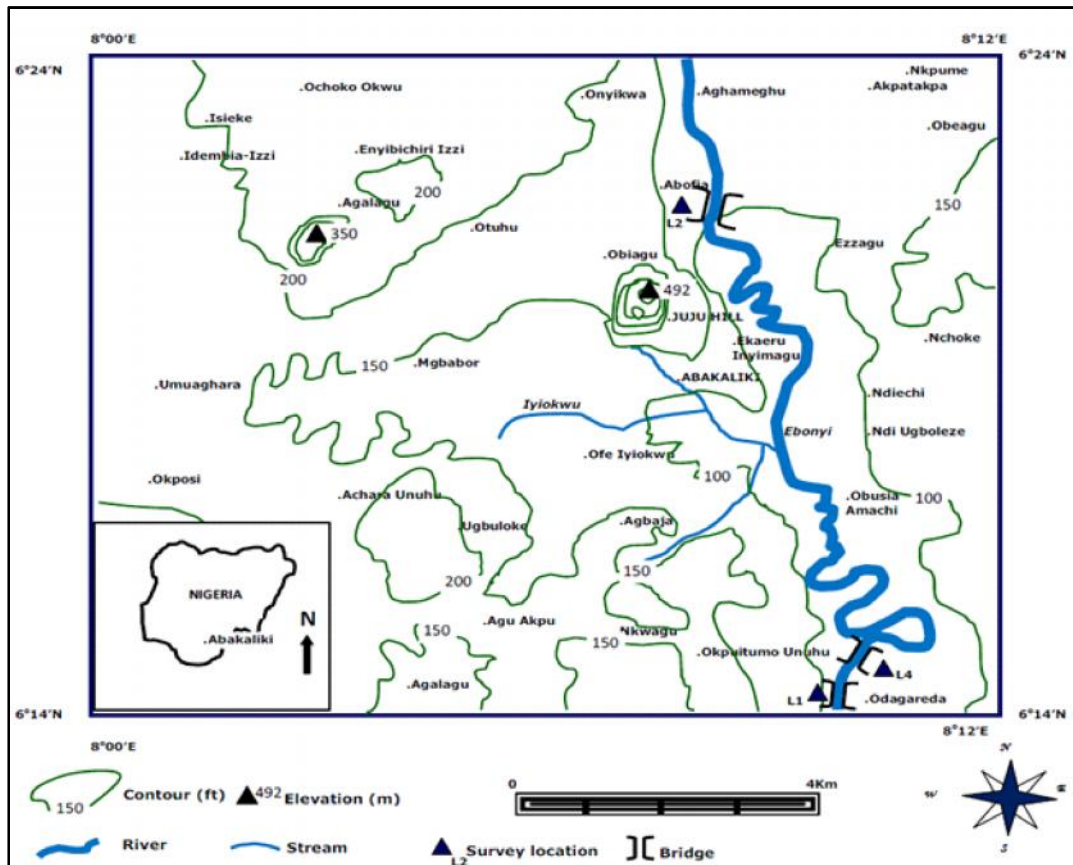 8°00′E
8°12′E
6°24′N
6°24′N
.Nkpume
.Ochoko Okwu
.Akpatakpa
.Onyikwa
.Aghameghu
.Isieke
.Obeagu
.Enyibichiri Izzi
.Idembia-Izzi
200
.Abofia
150
.Agalagu
L2
.Otuhu
350
Ezzagu
.Obiagu
200
492
.JUJU HILL
.Ekaeru
Inyimagu
.Nchoke
150
.Mgbabor
.ABAKALIKI
.Umuaghara
.Ndiechi
Iyiokwu
Ebonyi
.Ndi Ugboleze
.Ofe Iyiokwu
100
.Okposi
.Achara Unuhu
.Obusia
Amachi
100
Ugbuloke
.Agbaja
150
200
NIGERIA
N
.Abakaliki
.Agu Akpu
150
.Nkwagu
150
.Okpuitumo Unuhu
L4
.Agalagu
L1
.Odagareda
6°14′N
6°14′N
8°00′E
8°12′E
150
Contour (ft)
492
Elevation (m)
0
4Km
N
W
E
S
River
Stream
L2
Survey location
Bridge